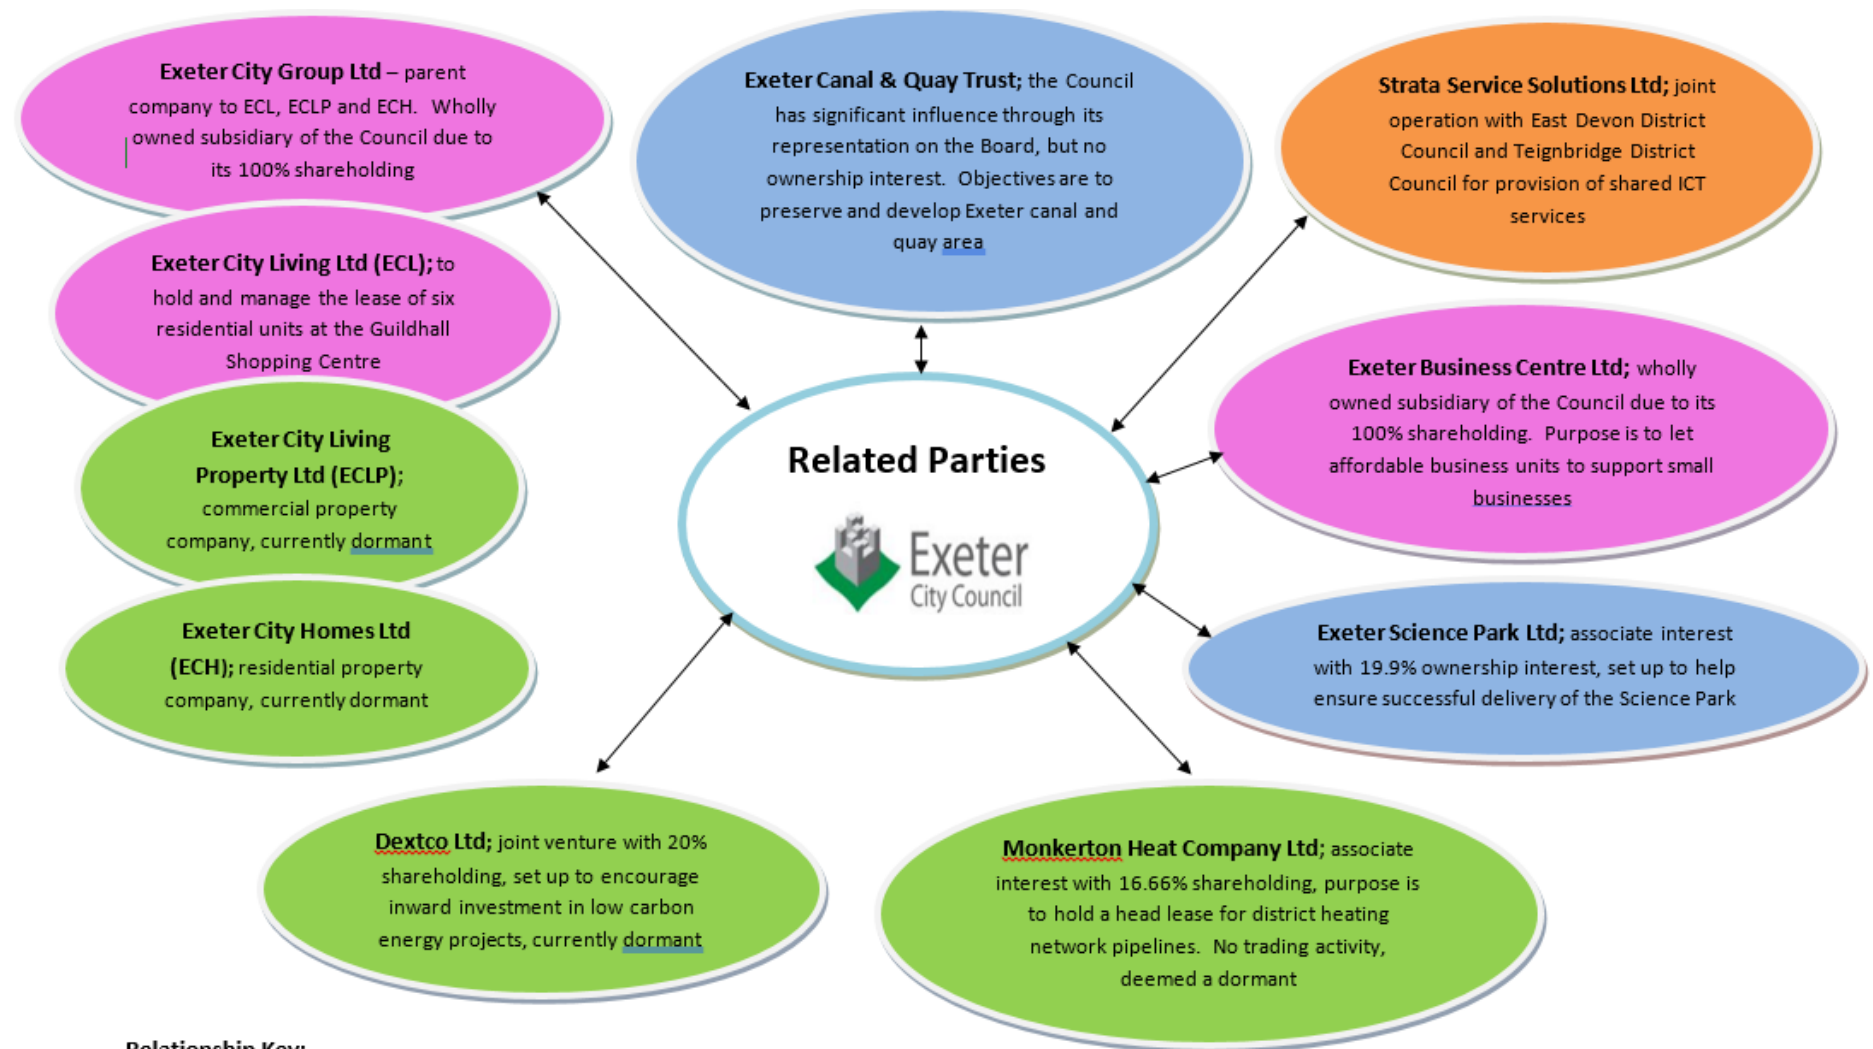 Exeter City Group Ltd – parent
company to ECL, ECLP and ECH. Wholly
owned subsidiary of the Council due to
its 100% shareholding
Exeter City Living Ltd (ECL); to
hold and manage the lease of six
residential units at the Guildhall
Shopping Centre
Exeter City Living
Property Ltd (ECLP);
commercial property
company, currently dormant
Exeter City Homes Ltd
(ECH); residential property
company, currently dormant
Exeter Canal & Quay Trust; the Council
has significant influence through its
representation on the Board, but no
ownership interest. Objectives are to
preserve and develop Exeter canal and
quay area
Strata Service Solutions Ltd; joint
operation with East Devon District
Council and Teignbridge District
Council for provision of shared ICT
services
Exeter Business Centre Ltd; wholly
owned subsidiary of the Council due to its
100% shareholding. Purpose is to let
affordable business units to support small
businesses
Related Parties
Exeter
City Council
Exeter Science Park Ltd; associate interest
with 19.9% ownership interest, set up to help
ensure successful delivery of the Science Park
Dextco Ltd; joint venture with 20%
shareholding, set up to encourage
inward investment in low carbon
energy projects, currently dormant
Monkerton Heat Company Ltd; associate
interest with 16.66% shareholding, purpose is
to hold a head lease for district heating
network pipelines. No trading activity,
deemed a dormant
Relationship Key: